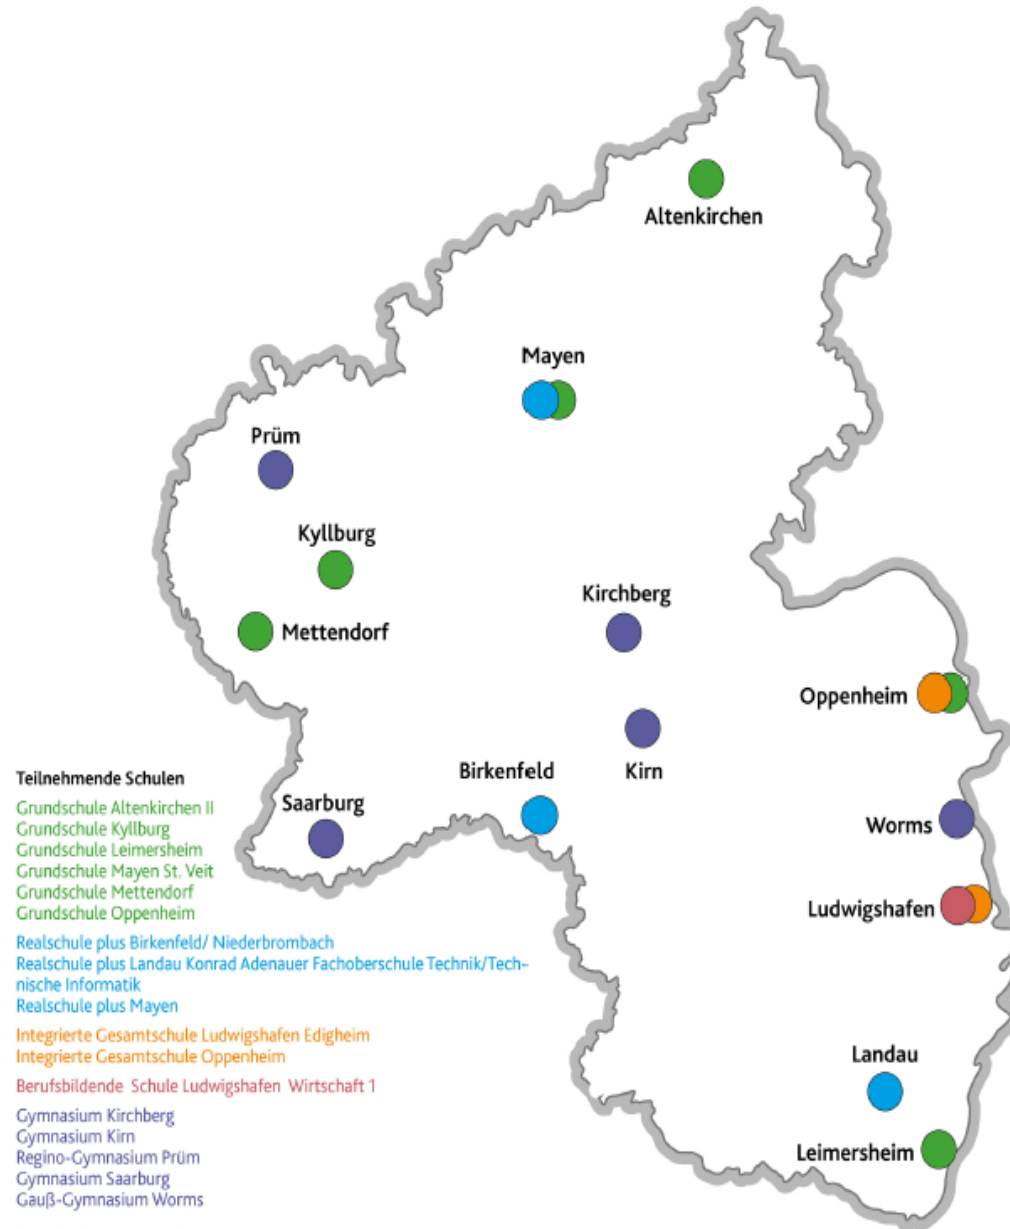 Altenkirchen
Mayen
Prüm
Kyllburg
Kirchberg
Mettendorf
Oppenheim
Birkenfeld
Kirn
Saarburg
Worms
Ludwigshafen
Landau
Leimersheim
Teilnehmende Schulen
Grundschule Altenkirchen II
Grundschule Kyllburg
Grundschule Leimersheim
Grundschule Mayen St. Veit
Grundschule Mettendorf
Grundschule Oppenheim
Realschule plus Birkenfeld/ Niederbrombach
Realschule plus Landau Konrad Adenauer Fachoberschule Technik/Tech-
nische Informatik
Realschule plus Mayen
Integrierte Gesamtschule Ludwigshafen Edigheim
Integrierte Gesamtschule Oppenheim
Berufsbildende Schule Ludwigshafen Wirtschaft 1
Gymnasium Kirchberg
Gymnasium Kirn
Regino-Gymnasium Prüm
Gymnasium Saarburg
Gauß-Gymnasium Worms